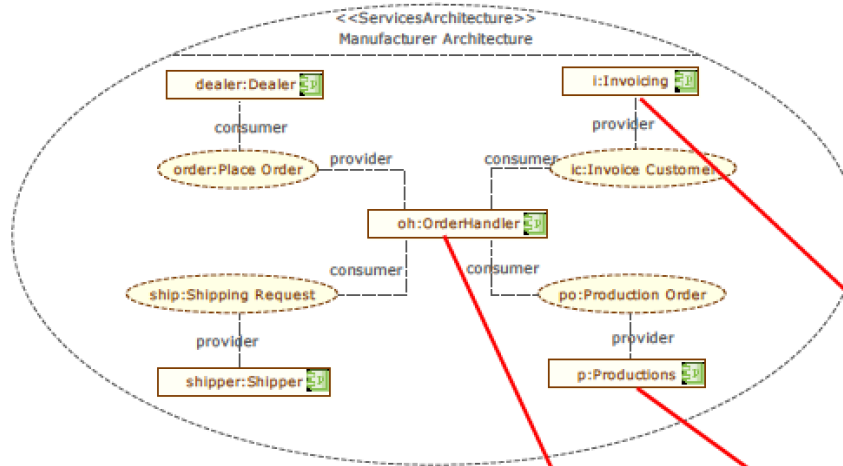 <<ServicesArchitecture>>
Manufacturer Architecture
dealer:Dealer
i:Invoicing
consumer
provider
order:Place Order
provider
consumer
ic:Invoice Customer
oh:OrderHandler
consumer
consumer
ship:Shipping Request
po:Production Order
provider
provider
shipper:Shipper
p:Productions